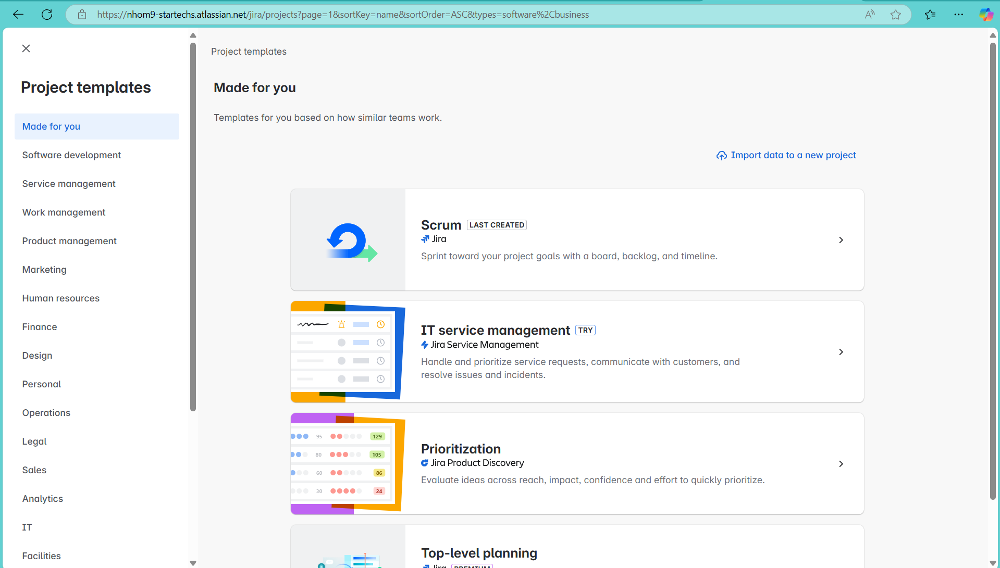 https://nhom9-startechs.atlassian.net/jira/projects?page=1&sortKey=name&sortOrder=ASC&types=software%2Cbusiness
Project templates
Made for you
Software development
Service management
Work management
Product management
Marketing
Human resources
Finance
Design
Personal
Operations
Legal
Sales
Analytics
IT
Facilities
Project templates
Made for you
Templates for you based on how similar teams work.
Import data to a new project
Scrum LAST CREATED
Jira
Sprint toward your project goals with a board, backlog, and timeline.
IT service management TRY
Jira Service Management
Handle and prioritize service requests, communicate with customers, and
resolve issues and incidents.
95 129
80 105
60 86
30 24
Prioritization
Jira Product Discovery
Evaluate ideas across reach, impact, confidence and effort to quickly prioritize.
Top-level planning
Jira PREMIUM